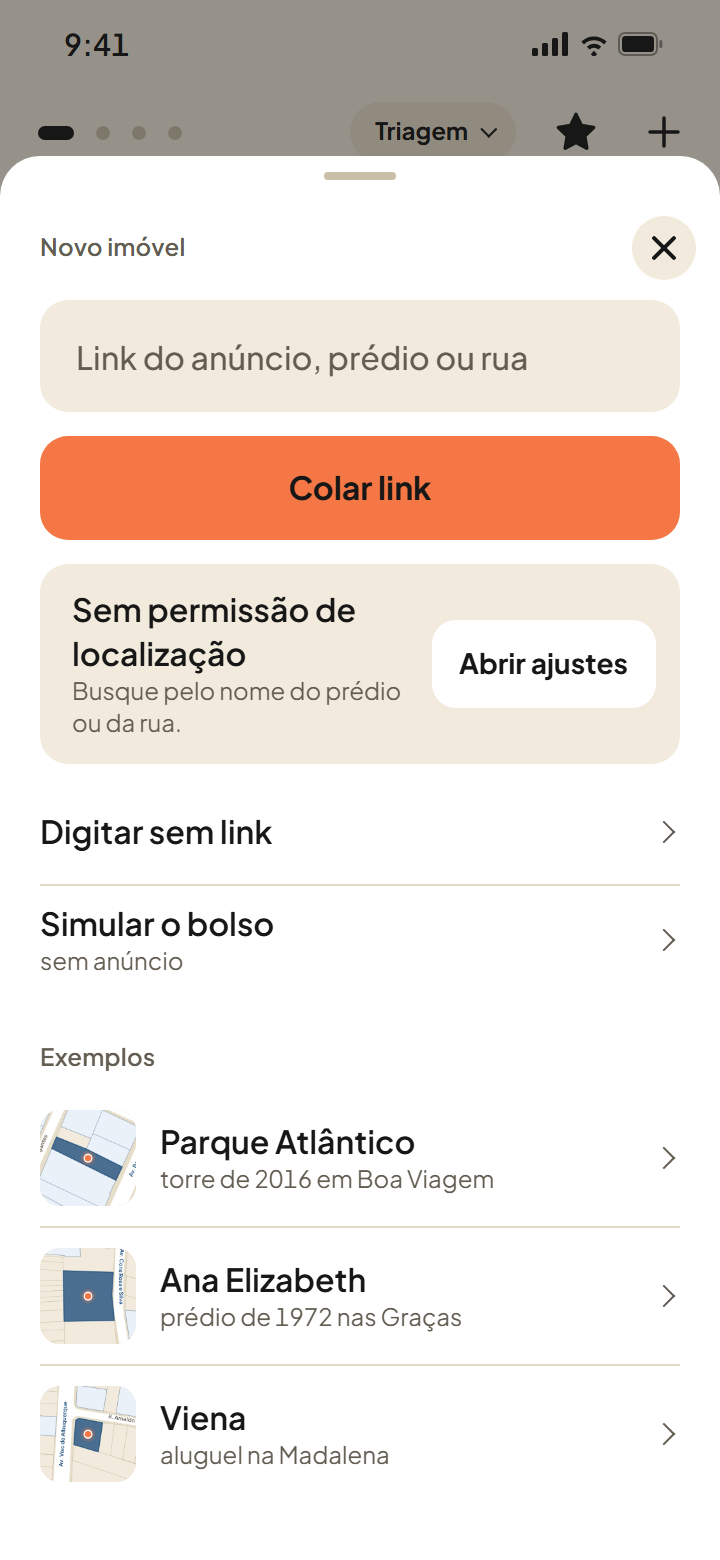 9:41
Triagem
Novo imóvel
Link do anúncio, prédio ou rua
Colar link
Sem permissão de
localização
Busque pelo nome do prédio
ou da rua.
Abrir ajustes
Digitar sem link
Simular o bolso
sem anúncio
Exemplos
Parque Atlântico
torre de 2016 em Boa Viagem
Ana Elizabeth
prédio de 1972 nas Graças
Viena
aluguel na Madalena